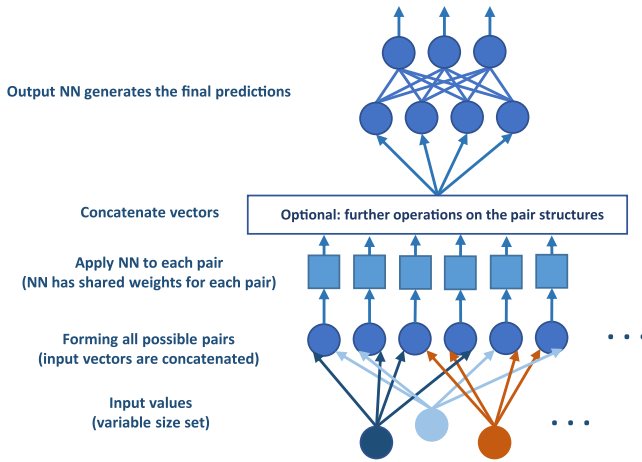 Output NN generates the final predictions
Concatenate vectors
Optional: further operations on the pair structures
Apply NN to each pair
(NN has shared weights for each pair)
Forming all possible pairs
(input vectors are concatenated)
Input values
(variable size set)